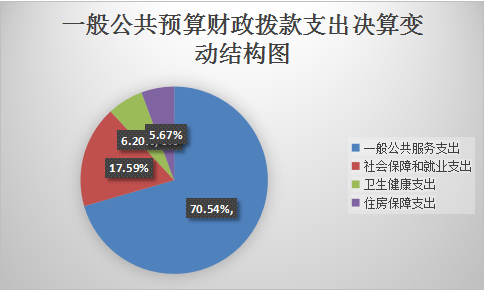 一般公共预算财政拨款支出决算变
动结构图
5.67%
6.20%
17.59%
70.54%,
一般公共服务支出
社会保障和就业支出
卫生健康支出
住房保障支出